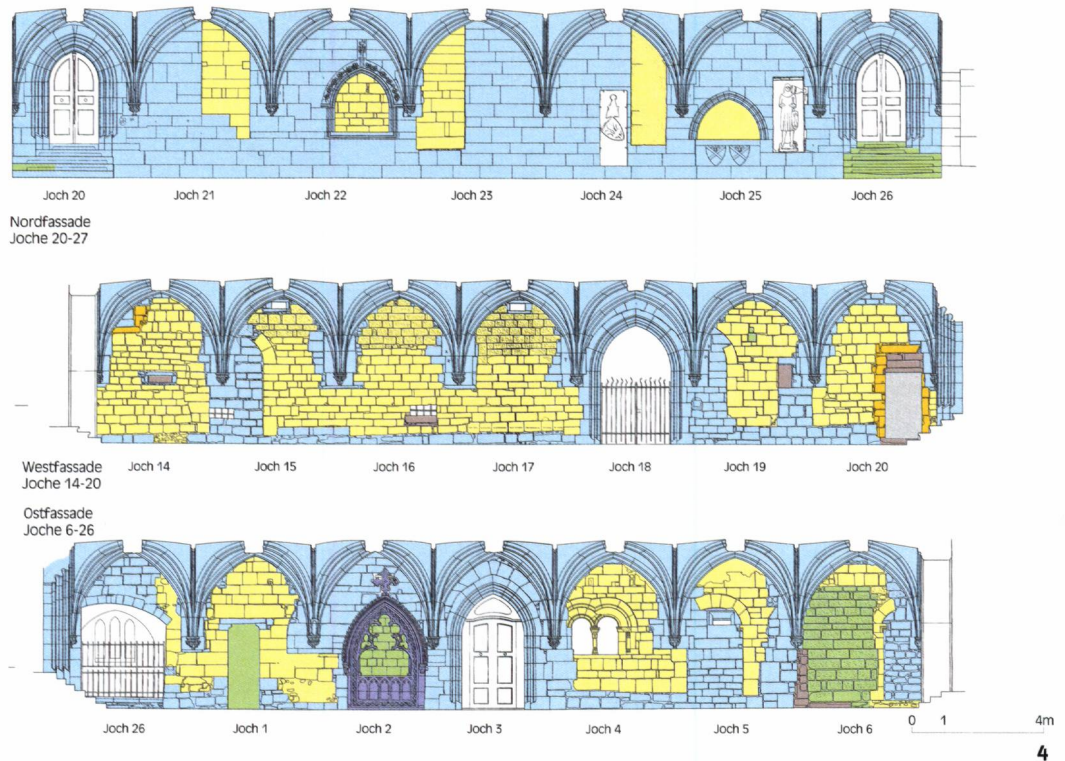 Joch 20 Joch 21 Joch 22 Joch 23 Joch 24 Joch 25 Joch 26
Nordfassade
Joche 20-27
Westfassade Joch 14 Joch 15 Joch 16 Joch 17 Joch 18 Joch 19 Joch 20
Joche 14-20
Ostfassade
Joche 6-26
Joch 26 Joch 1 Joch 2 Joch 3 Joch 4 Joch 5 Joch 6
0 1 4m
4